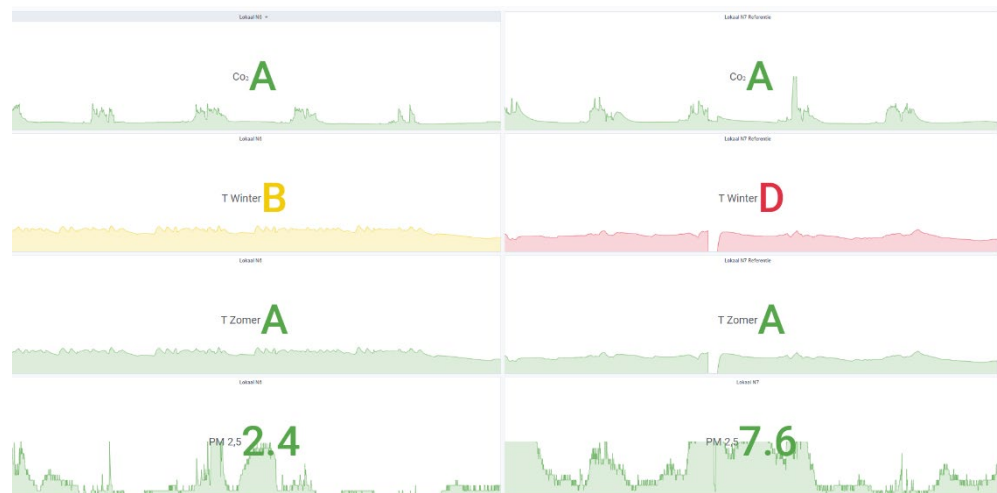 Lokaal N6
Co₂ A
Lokaal N7 Referentie
Co₂ A
Lokaal N6
T Winter B
Lokaal N7 Referentie
T Winter D
Lokaal N6
T Zomer A
Lokaal N7 Referentie
T Zomer A
Lokaal N6
PM 2,5 2.4
Lokaal N7
PM 2,5 7.6